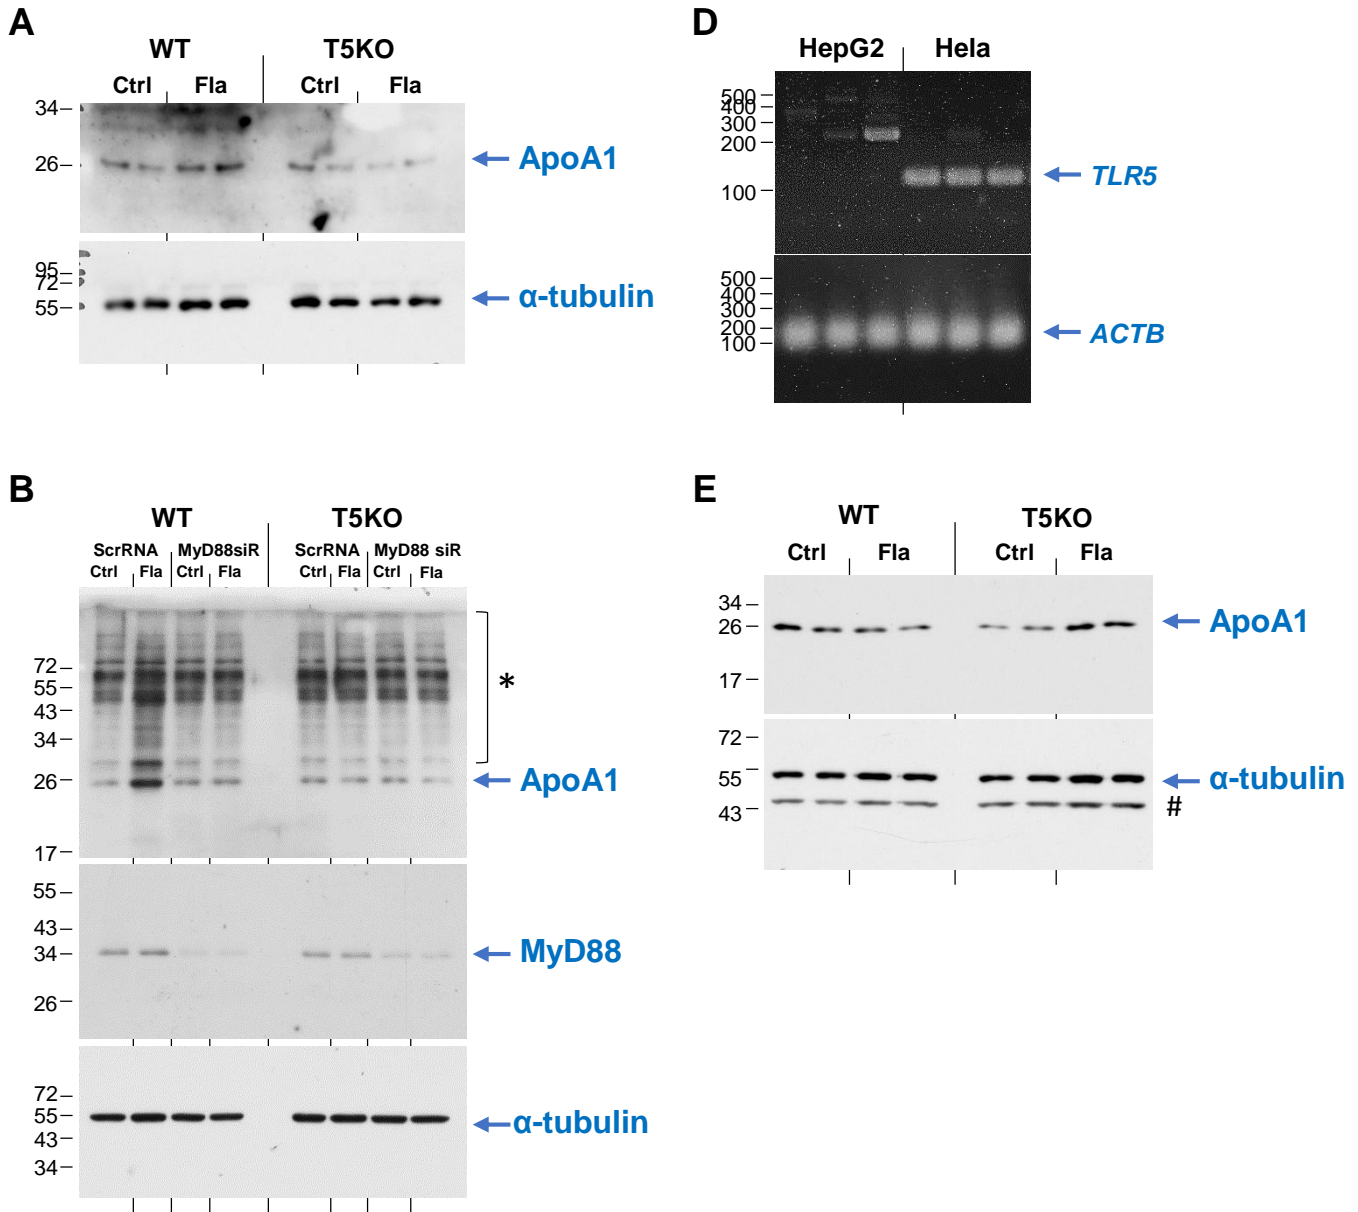 A
WT T5KO
Ctrl Fla Ctrl Fla
34
26
ApoA1
95
72
55
α-tubulin
D
HepG2 Hela
500
400
300
200
100
TLR5
500
400
300
200
100
ACTB
B
WT T5KO
ScrRNA MyD88siR ScrRNA MyD88 siR
Ctrl Fla Ctrl Fla Ctrl Fla Ctrl Fla
72
55
43
34
26
17
*
ApoA1
55
43
34
26
MyD88
72
55
43
34
α-tubulin
E
WT T5KO
Ctrl Fla Ctrl Fla
34
26
17
ApoA1
72
55
43
α-tubulin
#